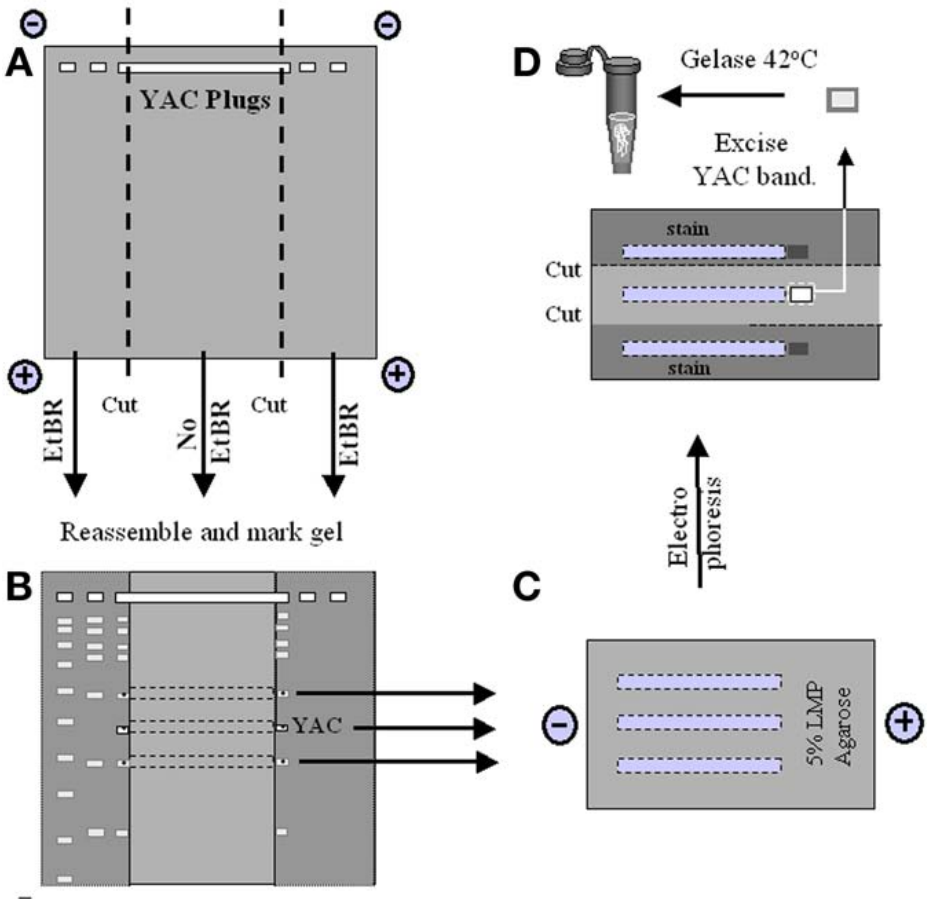 A
−
−
YAC Plugs
+
+
Cut
Cut
EtBR
No
EtBR
EtBR
Reassemble and mark gel
B
YAC
C
−
+
5% LMP
Agarose
Electro
phoresis
D
Gelase 42°C
Excise
YAC band.
stain
Cut
Cut
stain